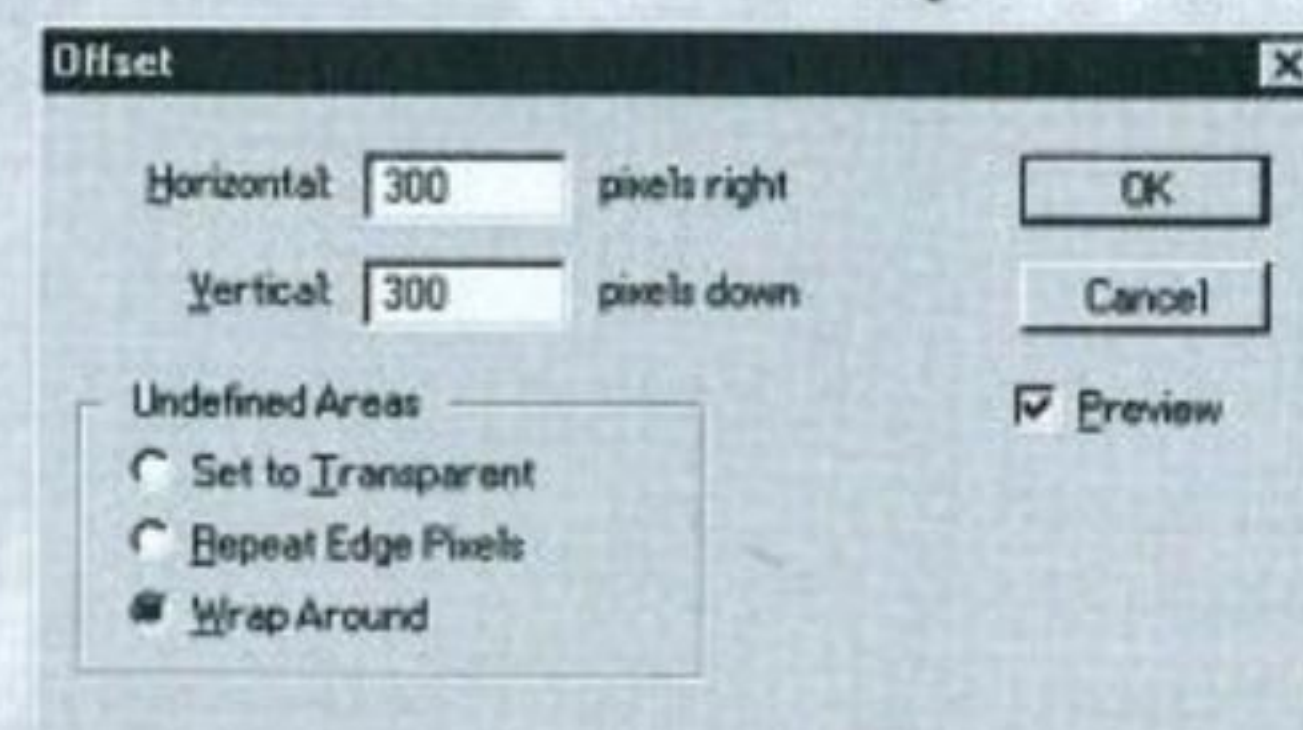 Offset
Horizontal: 300 pixels right
OK
Vertical: 300 pixels down
Cancel
Undefined Areas
Preview
Set to Transparent
Repeat Edge Pixels
Wrap Around